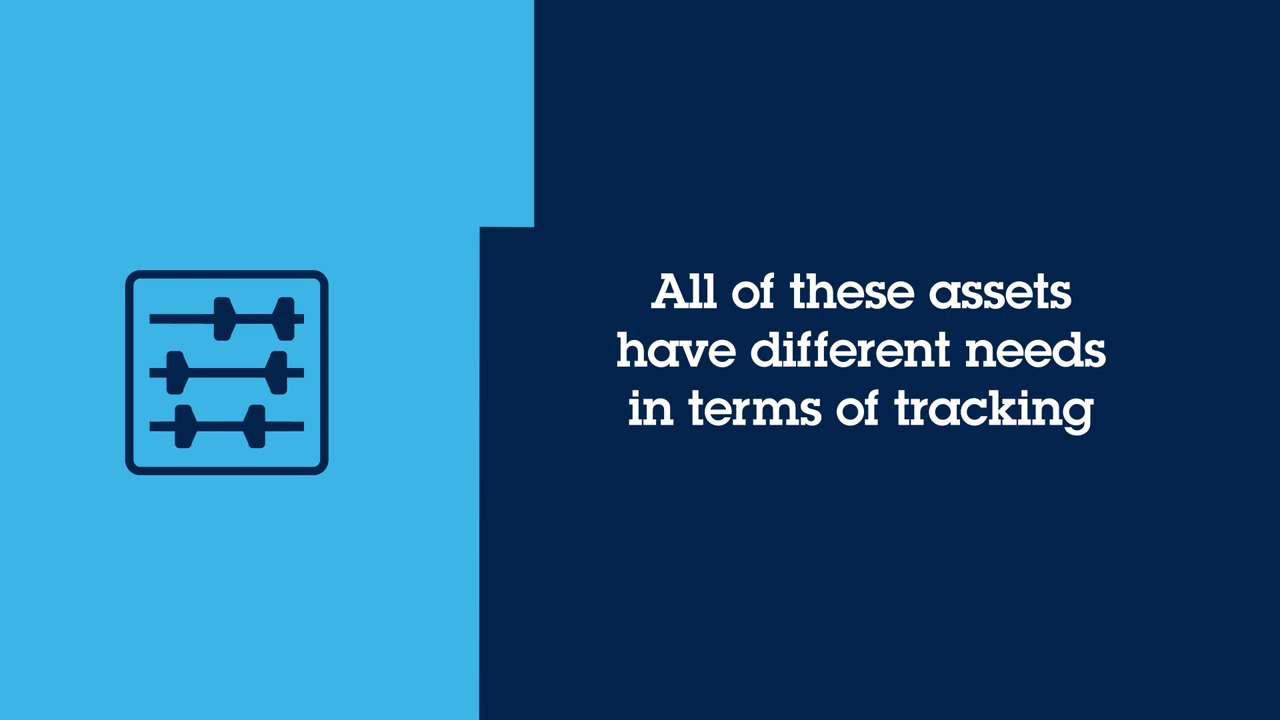 All of these assets
have different needs
in terms of tracking